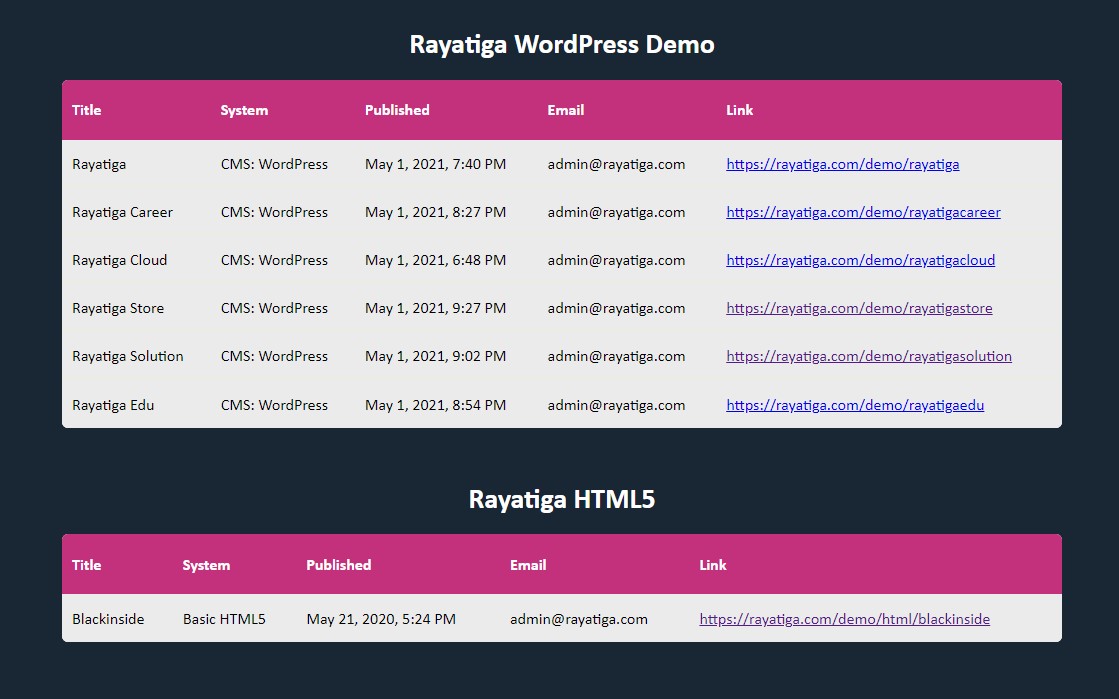 Rayatiga WordPress Demo
Title System Published Email Link
Rayatiga CMS: WordPress May 1, 2021, 7:40 PM admin@rayatiga.com https://rayatiga.com/demo/rayatiga
Rayatiga Career CMS: WordPress May 1, 2021, 8:27 PM admin@rayatiga.com https://rayatiga.com/demo/rayatigacareer
Rayatiga Cloud CMS: WordPress May 1, 2021, 6:48 PM admin@rayatiga.com https://rayatiga.com/demo/rayatigacloud
Rayatiga Store CMS: WordPress May 1, 2021, 9:27 PM admin@rayatiga.com https://rayatiga.com/demo/rayatigastore
Rayatiga Solution CMS: WordPress May 1, 2021, 9:02 PM admin@rayatiga.com https://rayatiga.com/demo/rayatigasolution
Rayatiga Edu CMS: WordPress May 1, 2021, 8:54 PM admin@rayatiga.com https://rayatiga.com/demo/rayatigaedu
Rayatiga HTML5
Title System Published Email Link
Blackinside Basic HTML5 May 21, 2020, 5:24 PM admin@rayatiga.com https://rayatiga.com/demo/html/blackinside